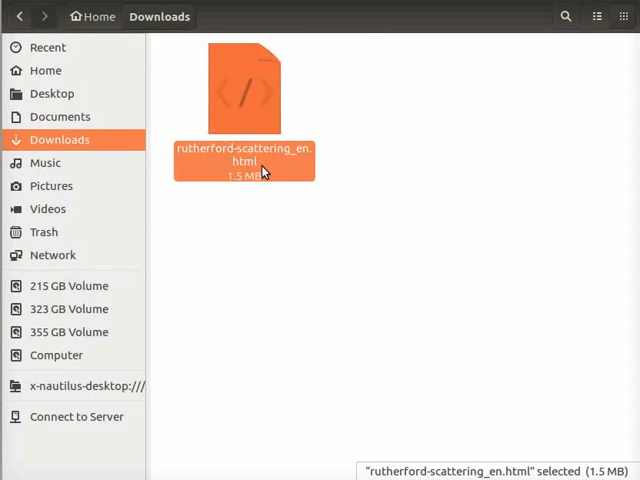 Home
Downloads
Recent
Home
Desktop
Documents
Downloads
Music
Pictures
Videos
Trash
Network
215 GB Volume
323 GB Volume
355 GB Volume
Computer
x-nautilus-desktop:///
Connect to Server
rutherford-scattering_en.
html
1.5 MB
"rutherford-scattering_en.html" selected (1.5 MB)